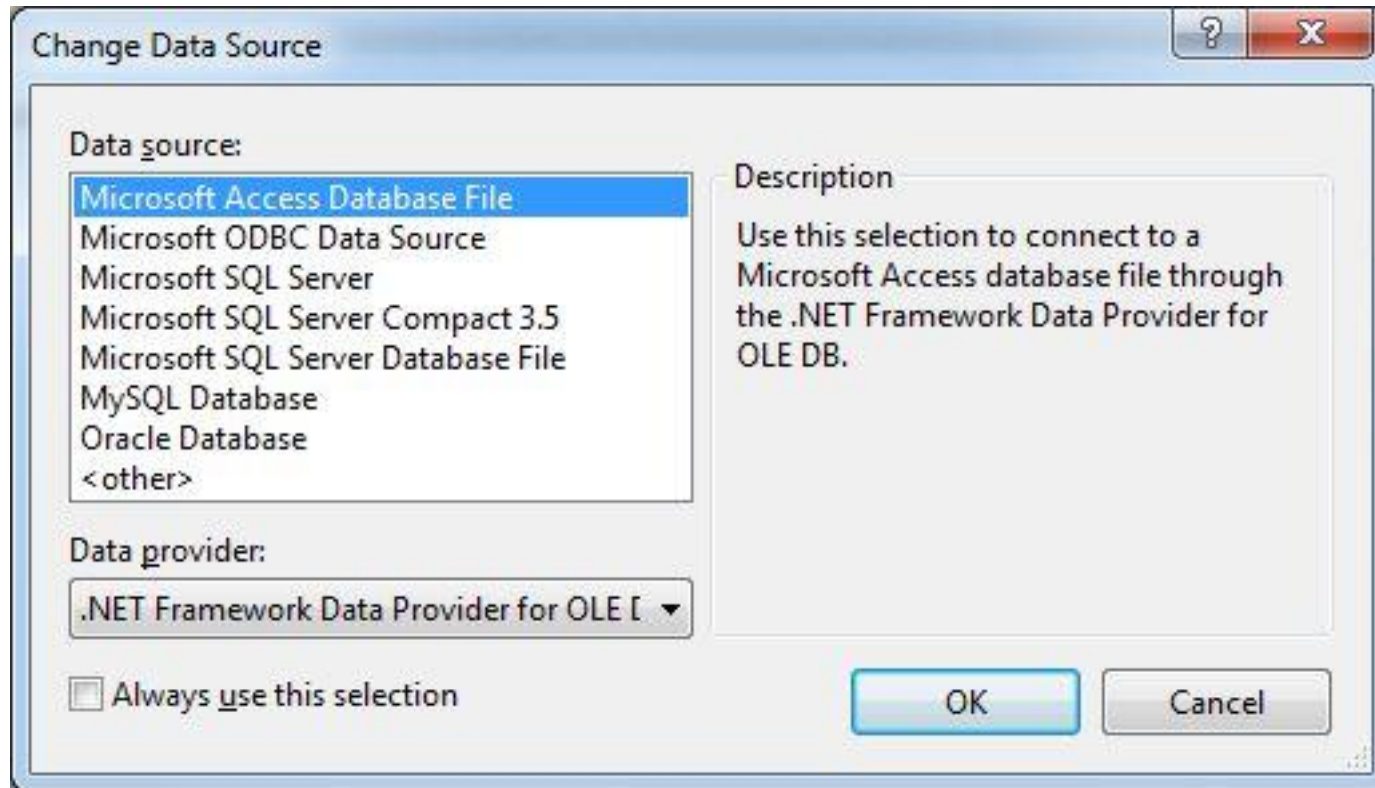 Change Data Source
Data source:
Microsoft Access Database File
Microsoft ODBC Data Source
Microsoft SQL Server
Microsoft SQL Server Compact 3.5
Microsoft SQL Server Database File
MySQL Database
Oracle Database
<other>
Data provider:
.NET Framework Data Provider for OLE D
Always use this selection
Description
Use this selection to connect to a
Microsoft Access database file through
the .NET Framework Data Provider for
OLE DB.
OK
Cancel